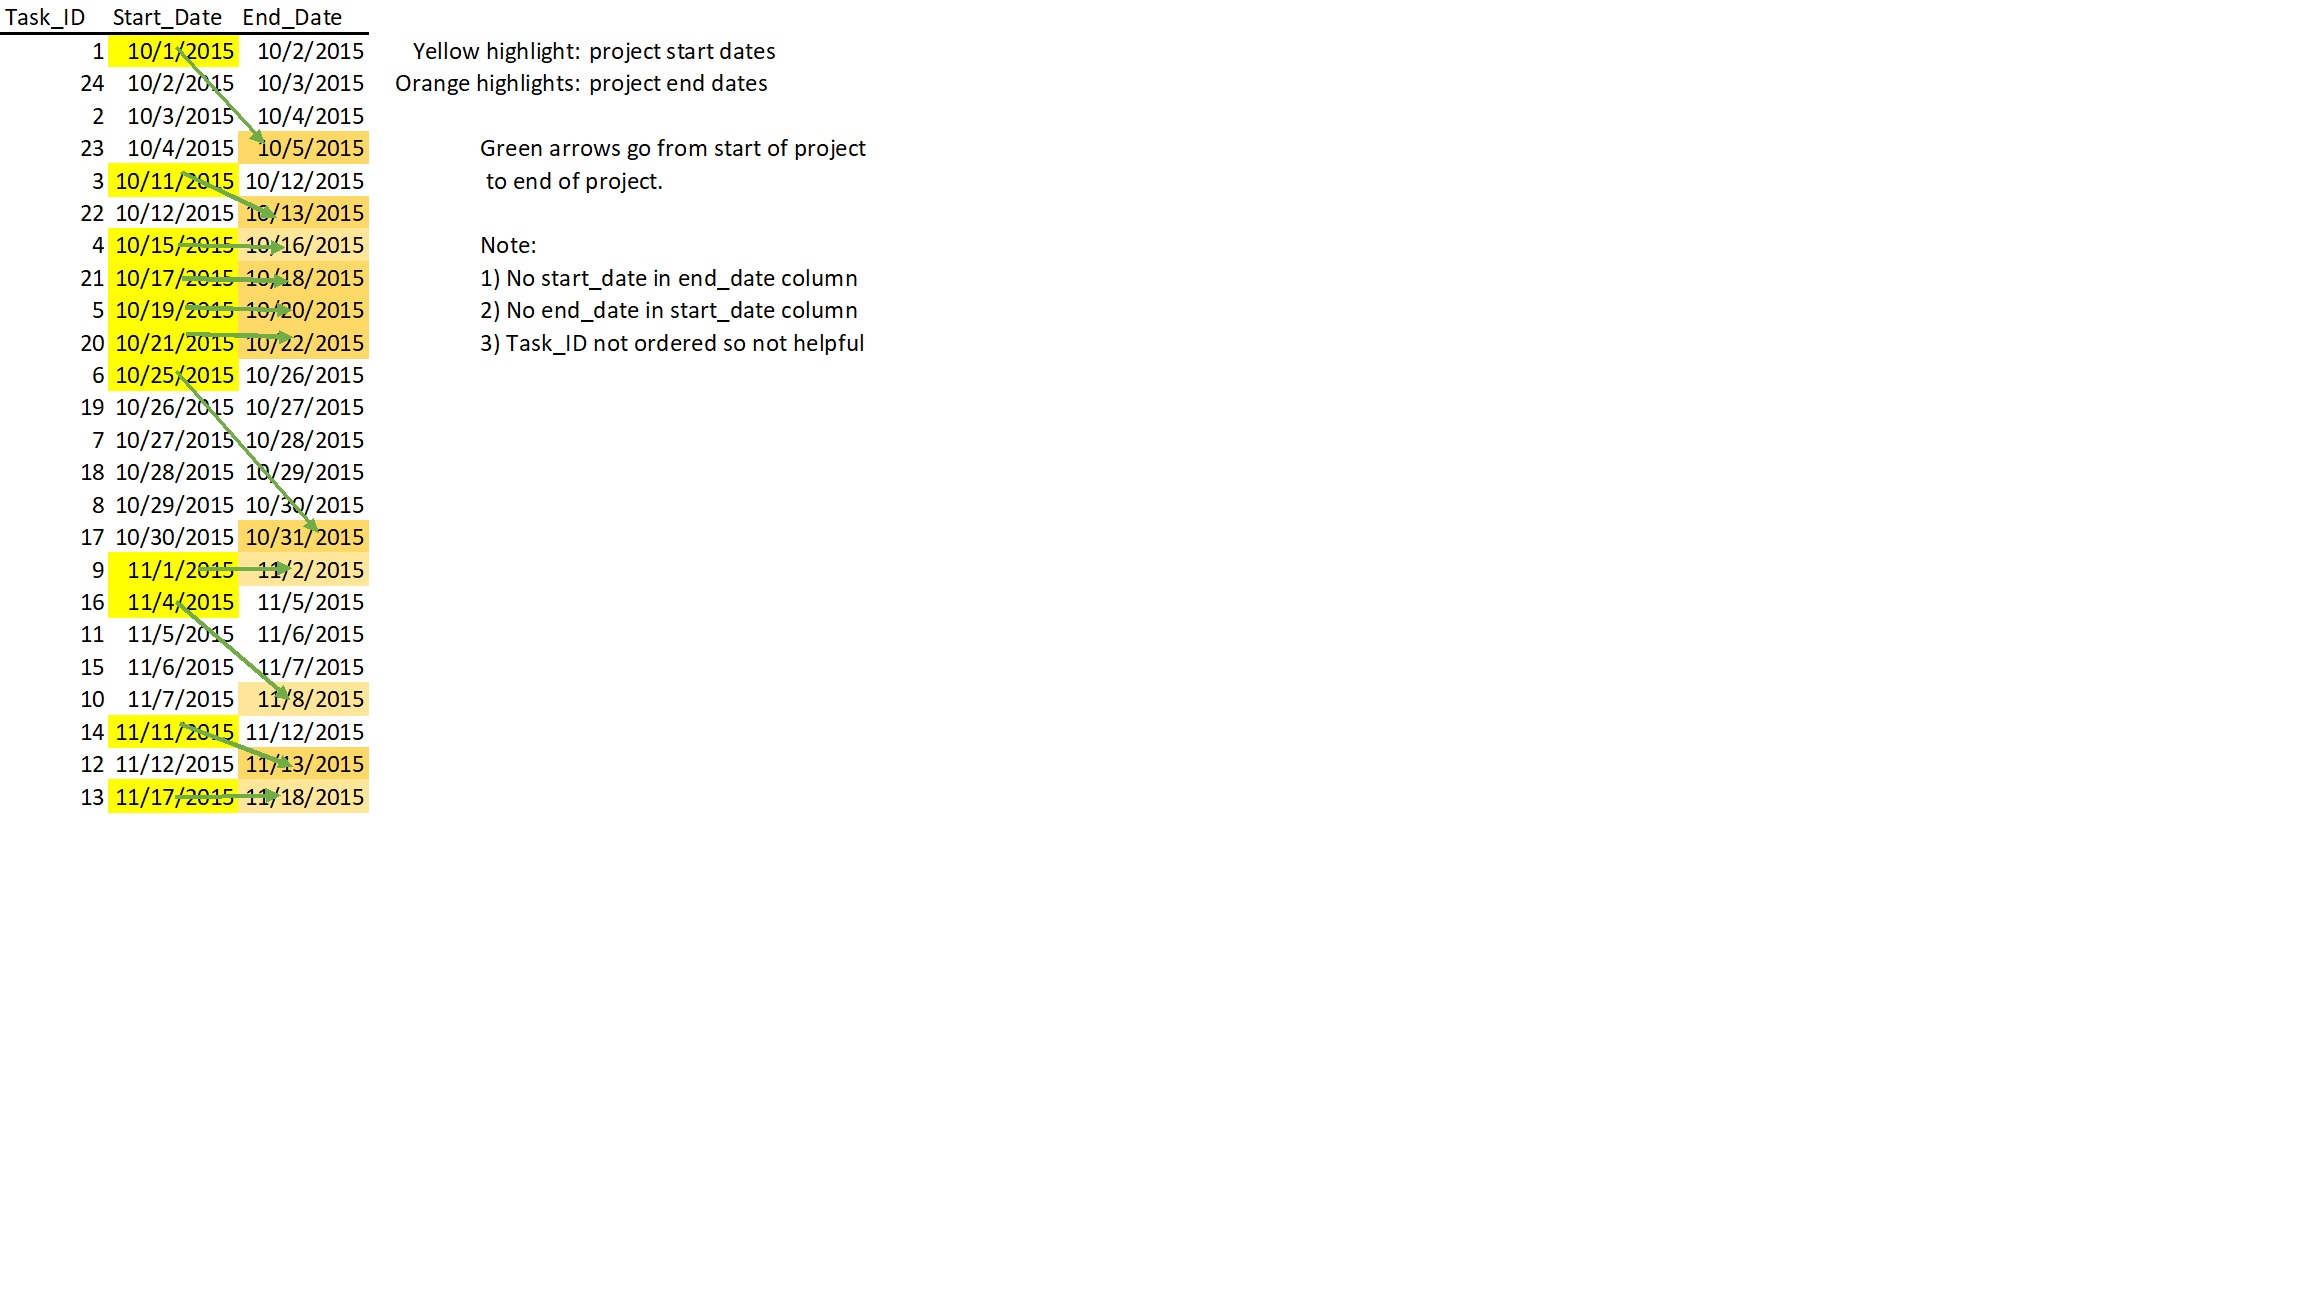 Task_ID Start_Date End_Date
1 10/1/2015 10/2/2015 Yellow highlight: project start dates
24 10/2/2015 10/3/2015 Orange highlights: project end dates
2 10/3/2015 10/4/2015
23 10/4/2015 10/5/2015 Green arrows go from start of project
3 10/11/2015 10/12/2015 to end of project.
22 10/12/2015 10/13/2015
4 10/15/2015 10/16/2015 Note:
21 10/17/2015 10/18/2015 1) No start_date in end_date column
5 10/19/2015 10/20/2015 2) No end_date in start_date column
20 10/21/2015 10/22/2015 3) Task_ID not ordered so not helpful
6 10/25/2015 10/26/2015
19 10/26/2015 10/27/2015
7 10/27/2015 10/28/2015
18 10/28/2015 10/29/2015
8 10/29/2015 10/30/2015
17 10/30/2015 10/31/2015
9 11/1/2015 11/2/2015
16 11/4/2015 11/5/2015
11 11/5/2015 11/6/2015
15 11/6/2015 11/7/2015
10 11/7/2015 11/8/2015
14 11/11/2015 11/12/2015
12 11/12/2015 11/13/2015
13 11/17/2015 11/18/2015